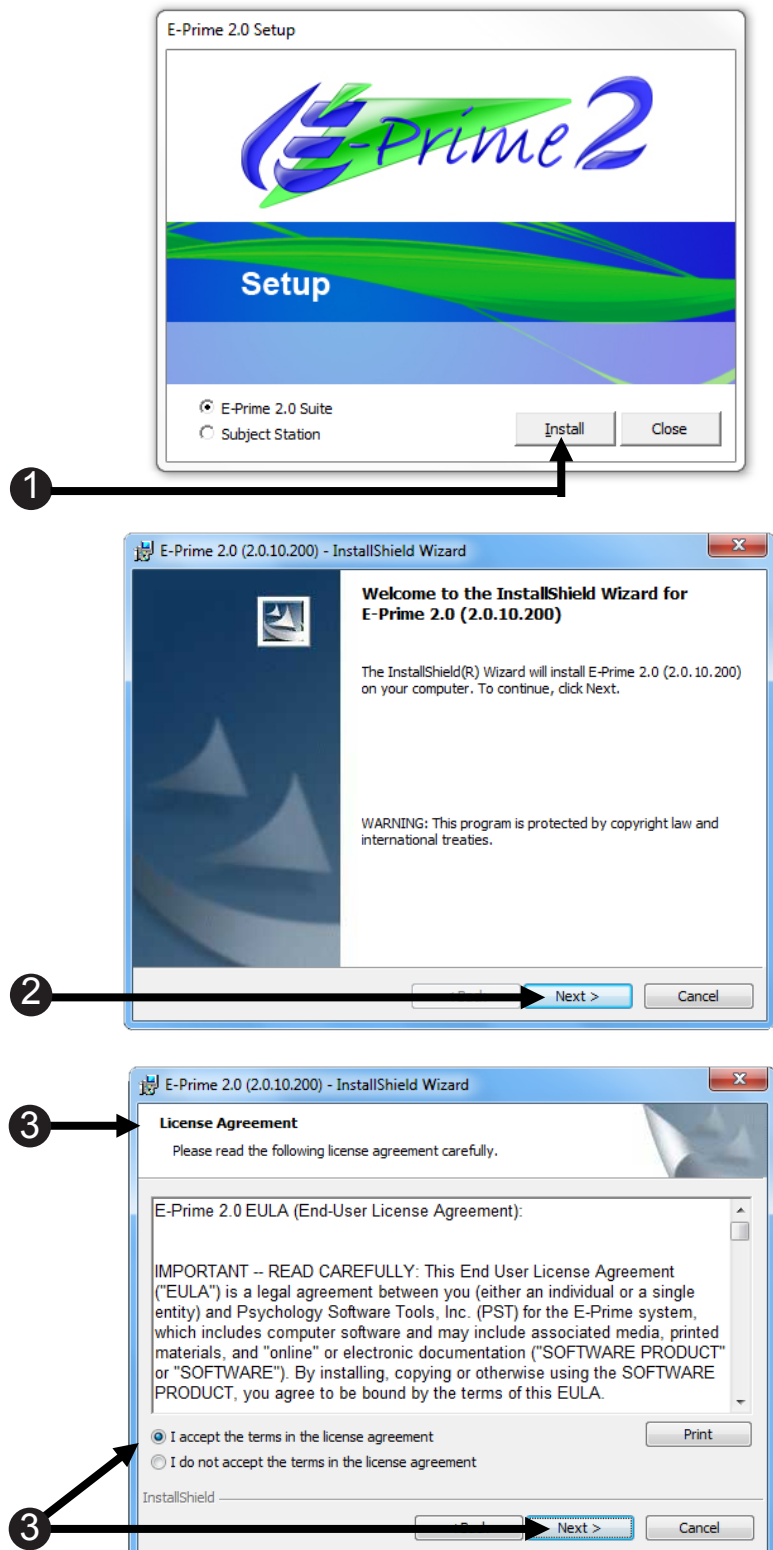 E-Prime 2.0 Setup
E-Prime 2
Setup
E-Prime 2.0 Suite
Subject Station
Install
Close
1
E-Prime 2.0 (2.0.10.200) - InstallShield Wizard
Welcome to the InstallShield Wizard for
E-Prime 2.0 (2.0.10.200)
The InstallShield(R) Wizard will install E-Prime 2.0 (2.0.10.200)
on your computer. To continue, click Next.
WARNING: This program is protected by copyright law and
international treaties.
2
Next >
Cancel
E-Prime 2.0 (2.0.10.200) - InstallShield Wizard
3
License Agreement
Please read the following license agreement carefully.
E-Prime 2.0 EULA (End-User License Agreement):
IMPORTANT -- READ CAREFULLY: This End User License Agreement
("EULA") is a legal agreement between you (either an individual or a single
entity) and Psychology Software Tools, Inc. (PST) for the E-Prime system,
which includes computer software and may include associated media, printed
materials, and "online" or electronic documentation ("SOFTWARE PRODUCT"
or "SOFTWARE"). By installing, copying or otherwise using the SOFTWARE
PRODUCT, you agree to be bound by the terms of this EULA.
I accept the terms in the license agreement
Print
I do not accept the terms in the license agreement
InstallShield
3
Next >
Cancel